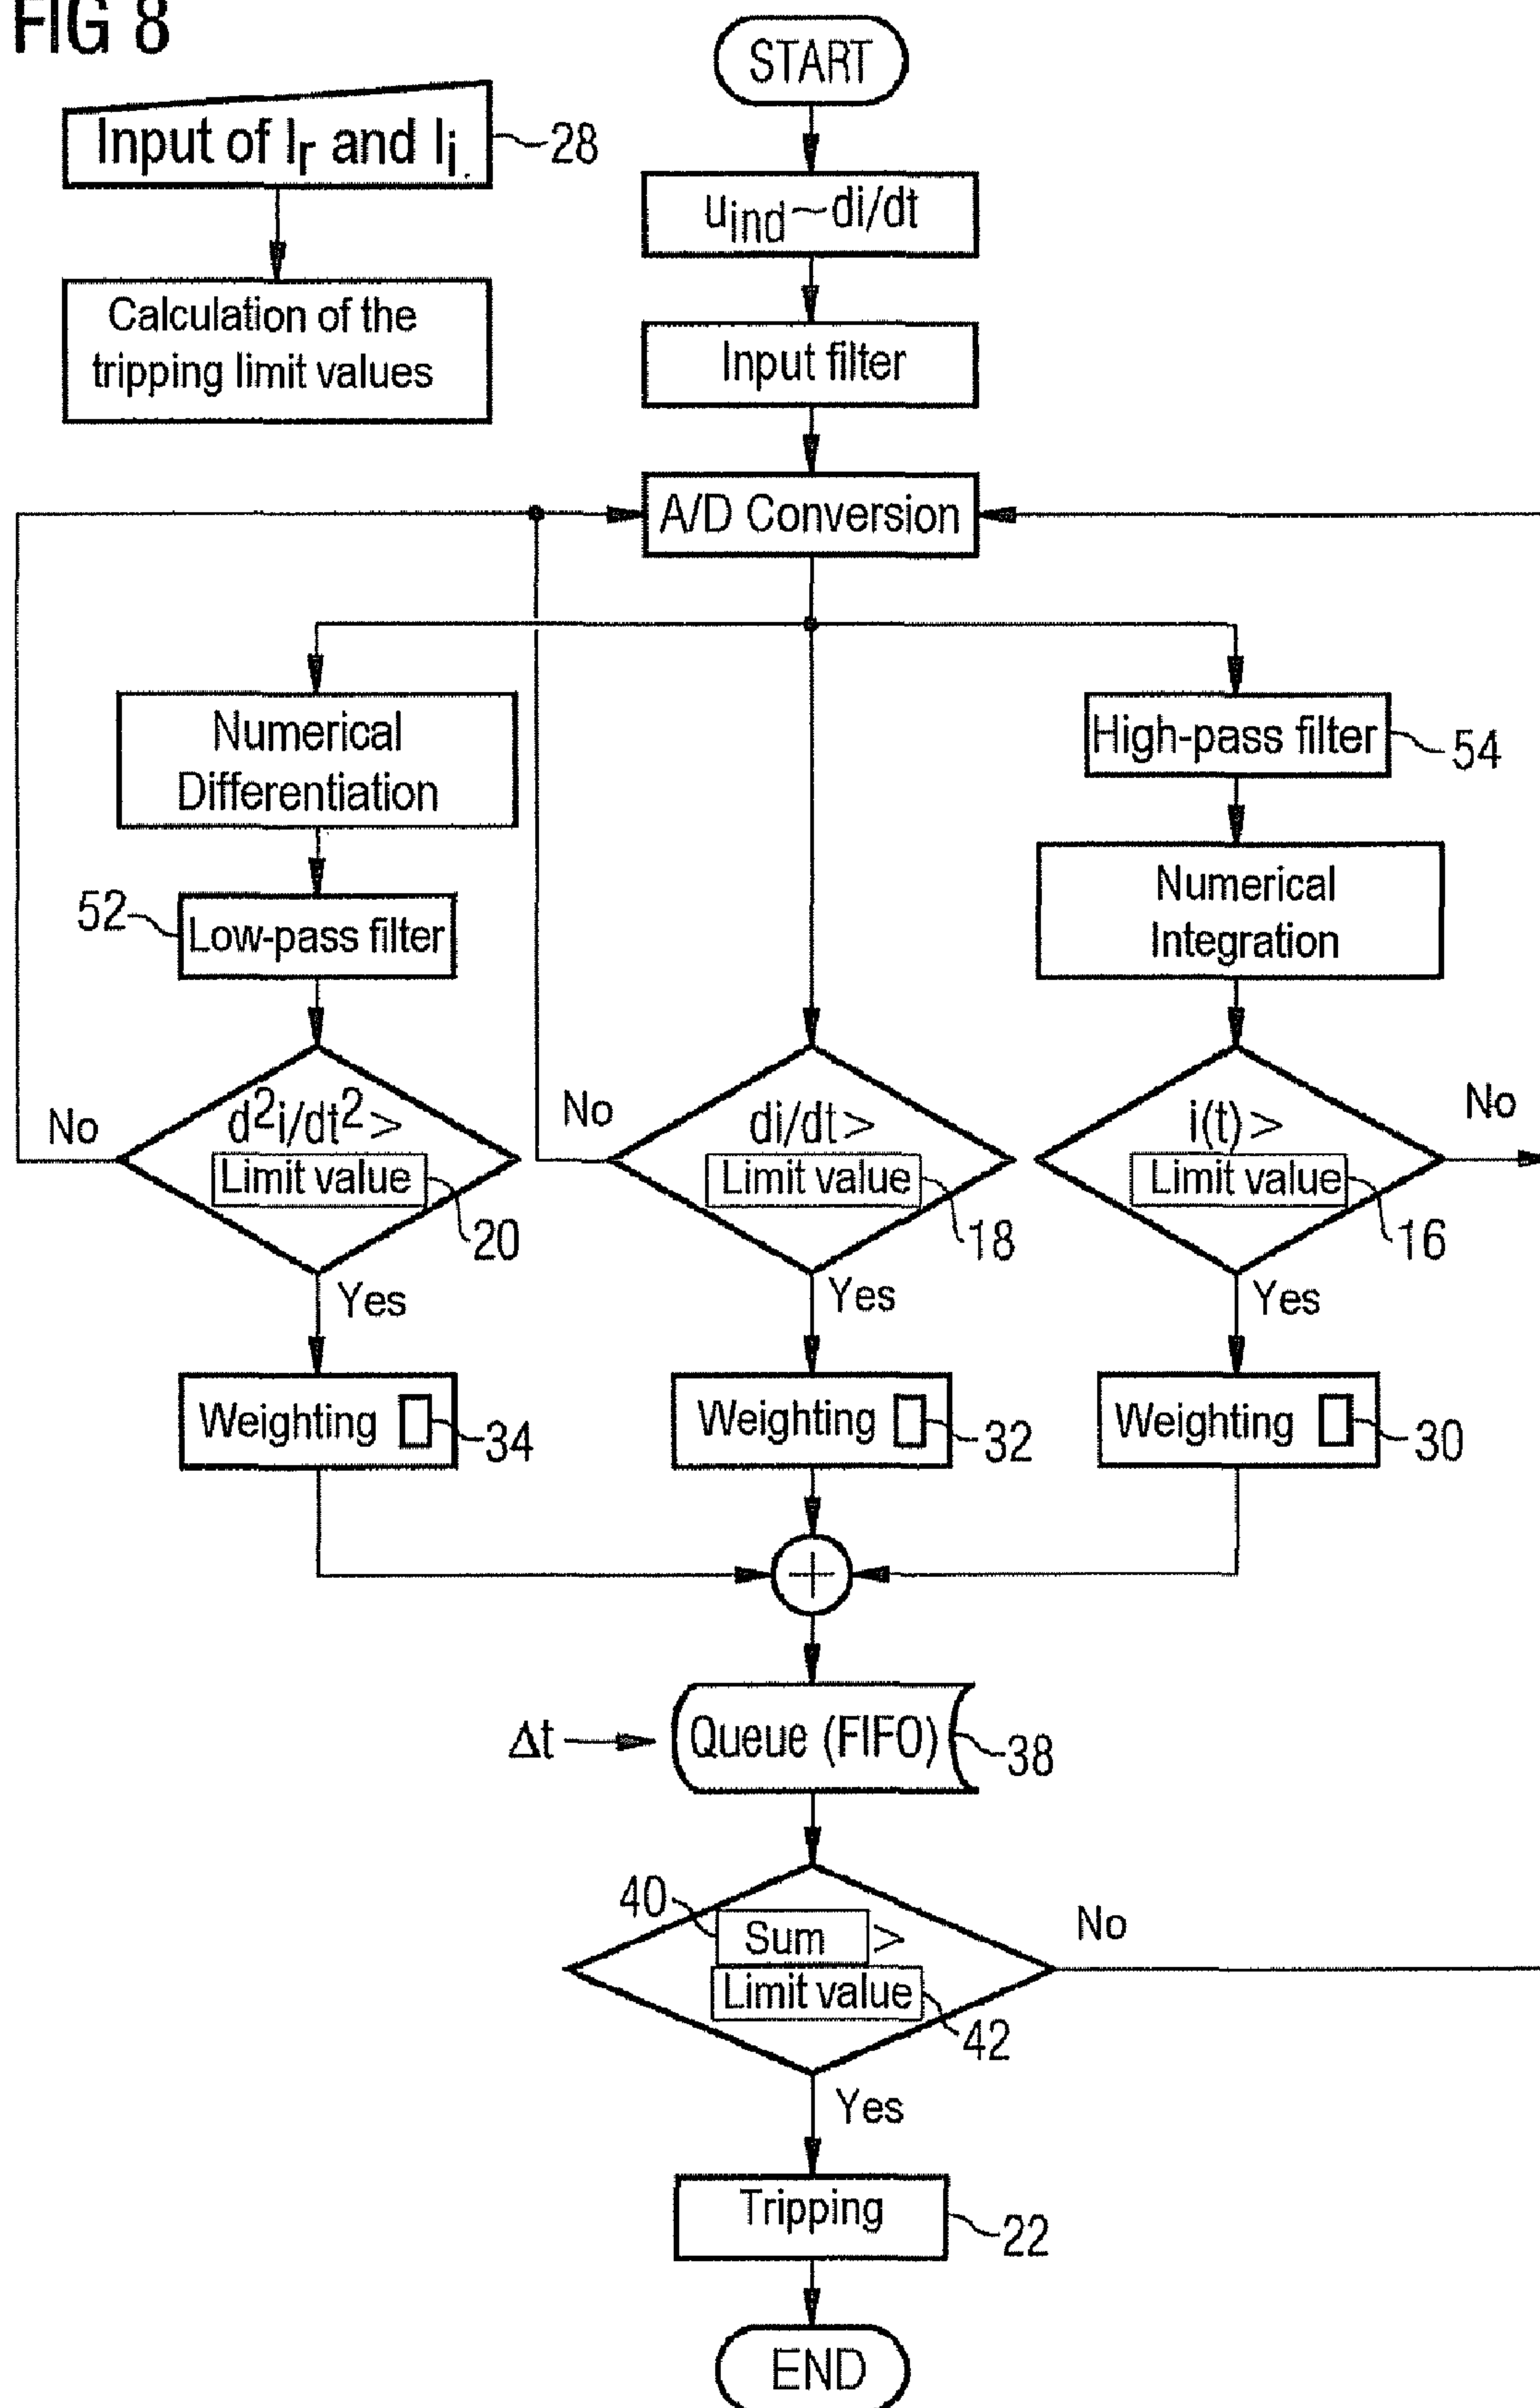 FIG 8
START
Input of Ir and Ii
28
uind~di/dt
Calculation of the
tripping limit values
Input filter
A/D Conversion
Numerical
Differentiation
High-pass filter
54
52
Low-pass filter
Numerical
Integration
No
d²i/dt²>
Limit value
20
No
di/dt>
Limit value
18
i(t)>
Limit value
16
No
Yes
Yes
Yes
Weighting
34
Weighting
32
Weighting
30
+
Δt
Queue (FIFO)
38
40
Sum >
Limit value
42
No
Yes
Tripping
22
END